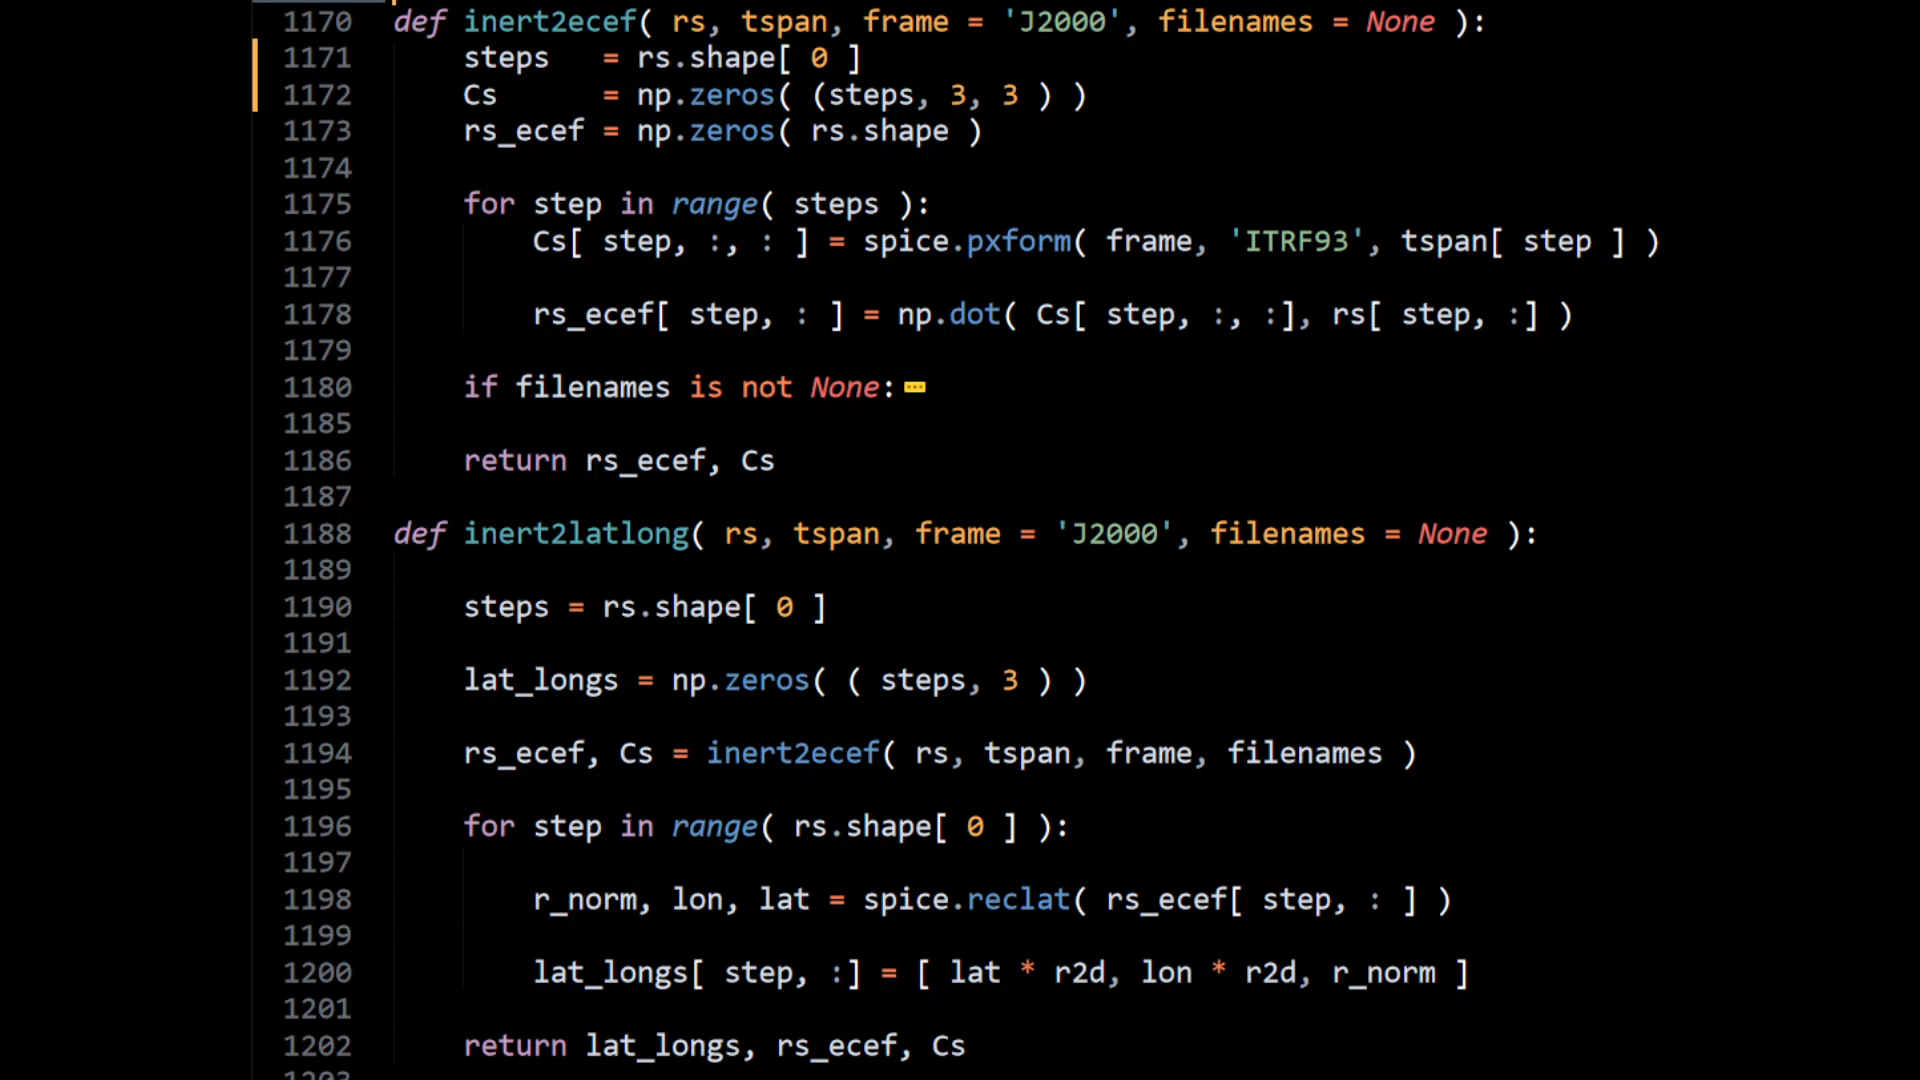 1170 def inert2ecef( rs, tspan, frame = 'J2000', filenames = None ):
1171     steps   = rs.shape[ 0 ]
1172     Cs      = np.zeros( (steps, 3, 3 ) )
1173     rs_ecef = np.zeros( rs.shape )
1174
1175     for step in range( steps ):
1176         Cs[ step, :, : ] = spice.pxform( frame, 'ITRF93', tspan[ step ] )
1177
1178         rs_ecef[ step, : ] = np.dot( Cs[ step, :, :], rs[ step, :] )
1179
1180     if filenames is not None:
1185
1186     return rs_ecef, Cs
1187
1188 def inert2latlong( rs, tspan, frame = 'J2000', filenames = None ):
1189
1190     steps = rs.shape[ 0 ]
1191
1192     lat_longs = np.zeros( ( steps, 3 ) )
1193
1194     rs_ecef, Cs = inert2ecef( rs, tspan, frame, filenames )
1195
1196     for step in range( rs.shape[ 0 ] ):
1197
1198         r_norm, lon, lat = spice.reclat( rs_ecef[ step, : ] )
1199
1200         lat_longs[ step, :] = [ lat * r2d, lon * r2d, r_norm ]
1201
1202     return lat_longs, rs_ecef, Cs
1203